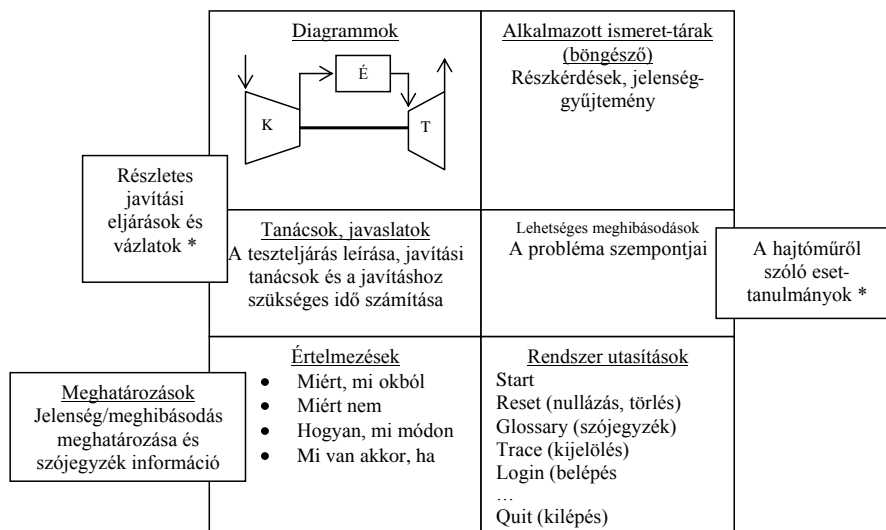 Diagrammok
É
K
T
Alkalmazott ismeret-tárak
(böngésző)
Részkérdések, jelenség-
gyűjtemény
Részletes
javítási
eljárások és
vázlatok *
Tanácsok, javaslatok
A teszteljárás leírása, javítási
tanácsok és a javításhoz
szükséges idő számítása
Lehetséges meghibásodások
A probléma szempontjai
A hajtóműről
szóló eset-
tanulmányok *
Meghatározások
Jelenség/meghibásodás
meghatározása és
szójegyzék információ
Értelmezések
• Miért, mi okból
• Miért nem
• Hogyan, mi módon
• Mi van akkor, ha
Rendszer utasítások
Start
Reset (nullázás, törlés)
Glossary (szójegyzék)
Trace (kijelölés)
Login (belépés
…
Quit (kilépés)